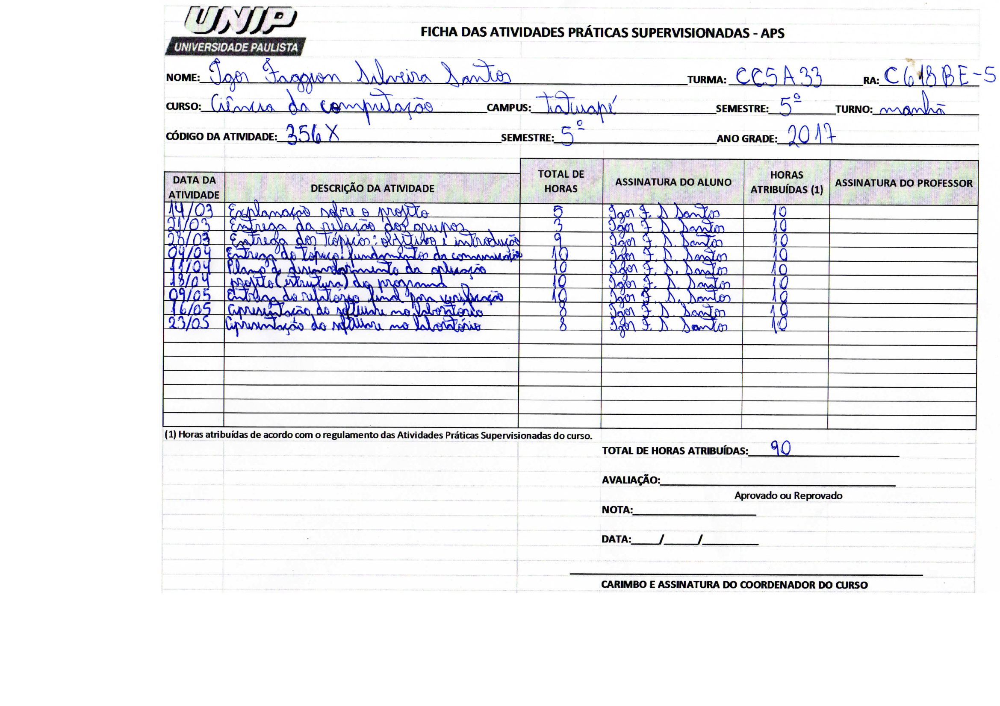 UNIP
UNIVERSIDADE PAULISTA
FICHA DAS ATIVIDADES PRÁTICAS SUPERVISIONADAS - APS
NOME: Igor Faggion Silveira Santos TURMA: CC5A33 RA: C618BE-5
CURSO: Ciência da computação CAMPUS: Tatuapé SEMESTRE: 5º TURNO: manhã
CÓDIGO DA ATIVIDADE: 356X SEMESTRE: 5º ANO GRADE: 2017
DATA DA ATIVIDADE DESCRIÇÃO DA ATIVIDADE TOTAL DE HORAS ASSINATURA DO ALUNO HORAS ATRIBUÍDAS (1) ASSINATURA DO PROFESSOR
14/03 Explanação sobre o projeto 5 Igor F. S Santos 10
21/03 Entrega da relação dos grupos 3 Igor F. S. Santos 10
28/03 Entrega dos tópicos: objetivo e introdução 9 Igor F. S. Santos 10
04/04 Entrega do tópico: fundamentos da comunicação 10 Igor F. S. Santos 10
11/04 Plano de desenvolvimento da aplicação 10 Igor F. S. Santos 10
18/04 projeto (estrutura) do programa 10 Igor F. S. Santos 10
09/05 Entrega do relatório final para verificação 10 Igor F. S. Santos 10
16/05 apresentação do software no laboratório 8 Igor F. S. Santos 10
23/05 apresentação do software no laboratório 8 Igor F. S. Santos 10
(1) Horas atribuídas de acordo com o regulamento das Atividades Práticas Supervisionadas do curso.
TOTAL DE HORAS ATRIBUÍDAS: 90
AVALIAÇÃO:
Aprovado ou Reprovado
NOTA:
DATA: / /
CARIMBO E ASSINATURA DO COORDENADOR DO CURSO